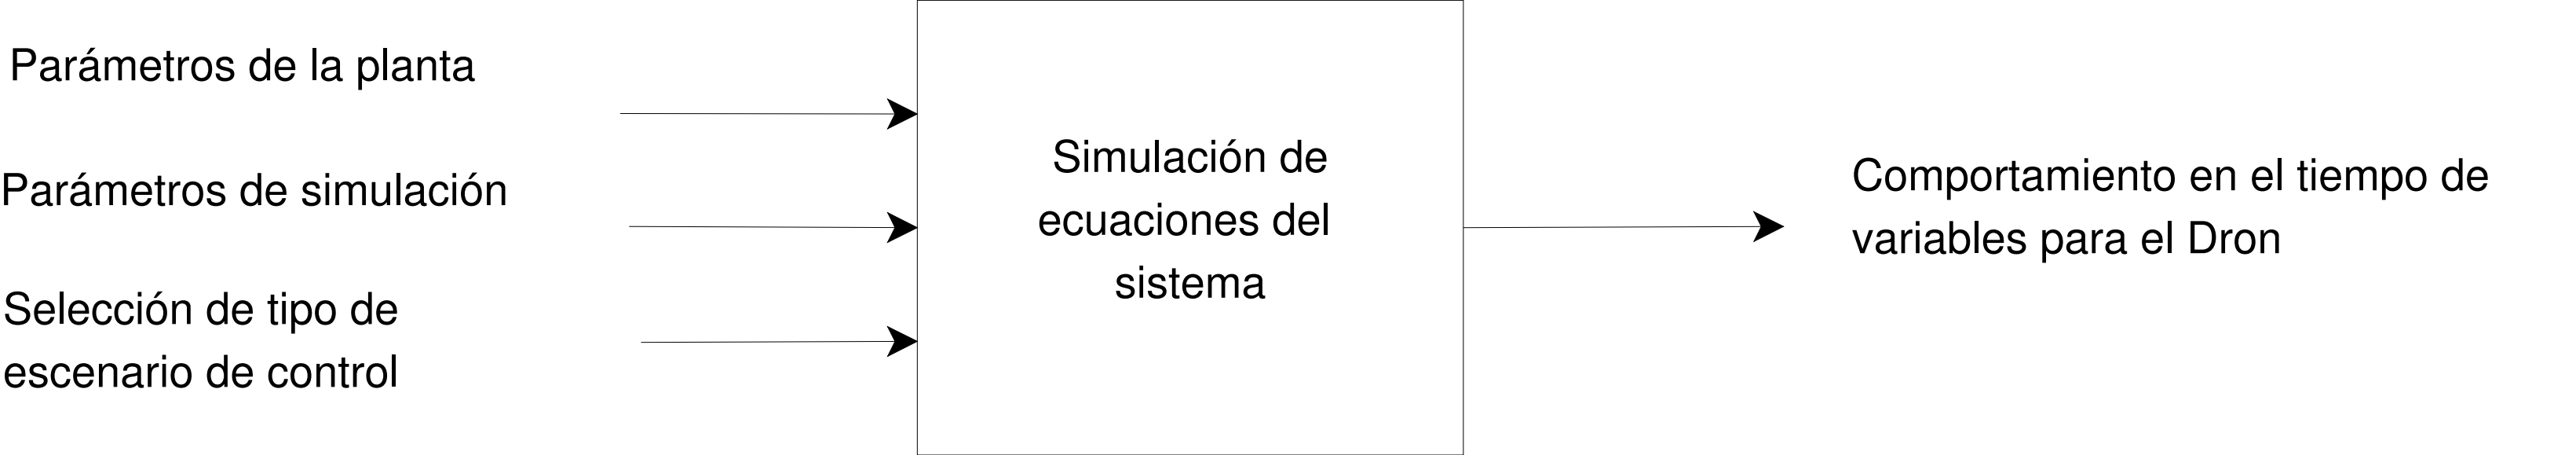 Parámetros de la planta
Parámetros de simulación
Selección de tipo de
escenario de control
Simulación de
ecuaciones del
sistema
Comportamiento en el tiempo de
variables para el Dron